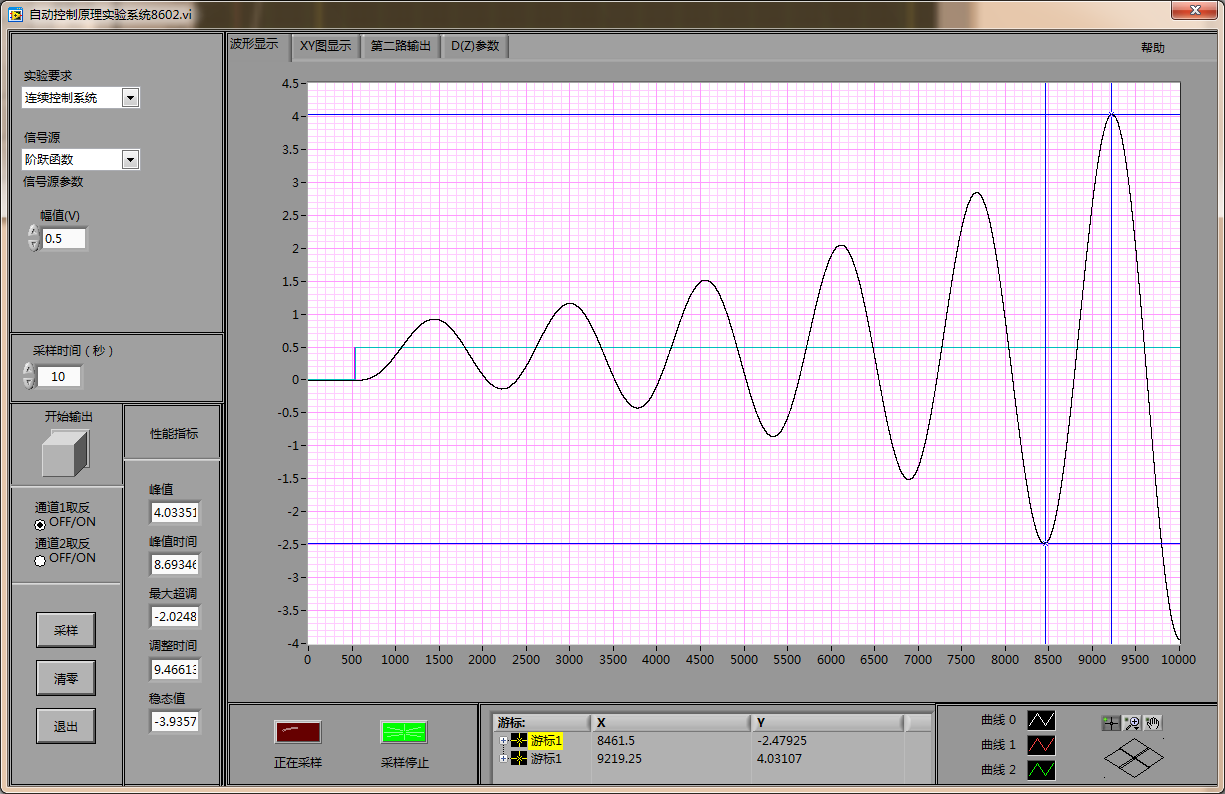 自动控制原理实验系统8602.vi
实验要求
连续控制系统
信号源
阶跃函数
信号源参数
幅值(V)
0.5
采样时间（秒）
10
开始输出
通道1取反
OFF/ON
通道2取反
OFF/ON
采样
清零
退出
性能指标
峰值
4.03351
峰值时间
8.69346
最大超调
-2.0248
调整时间
9.46613
稳态值
-3.9357
波形显示 XY图显示 第二路输出 D(Z)参数 帮助
4.5
4
3.5
3
2.5
2
1.5
1
0.5
0
-0.5
-1
-1.5
-2
-2.5
-3
-3.5
-4
0 500 1000 1500 2000 2500 3000 3500 4000 4500 5000 5500 6000 6500 7000 7500 8000 8500 9000 9500 10000
正在采样 采样停止
游标: X Y
游标1 8461.5 -2.47925
游标1 9219.25 4.03107
曲线 0
曲线 1
曲线 2